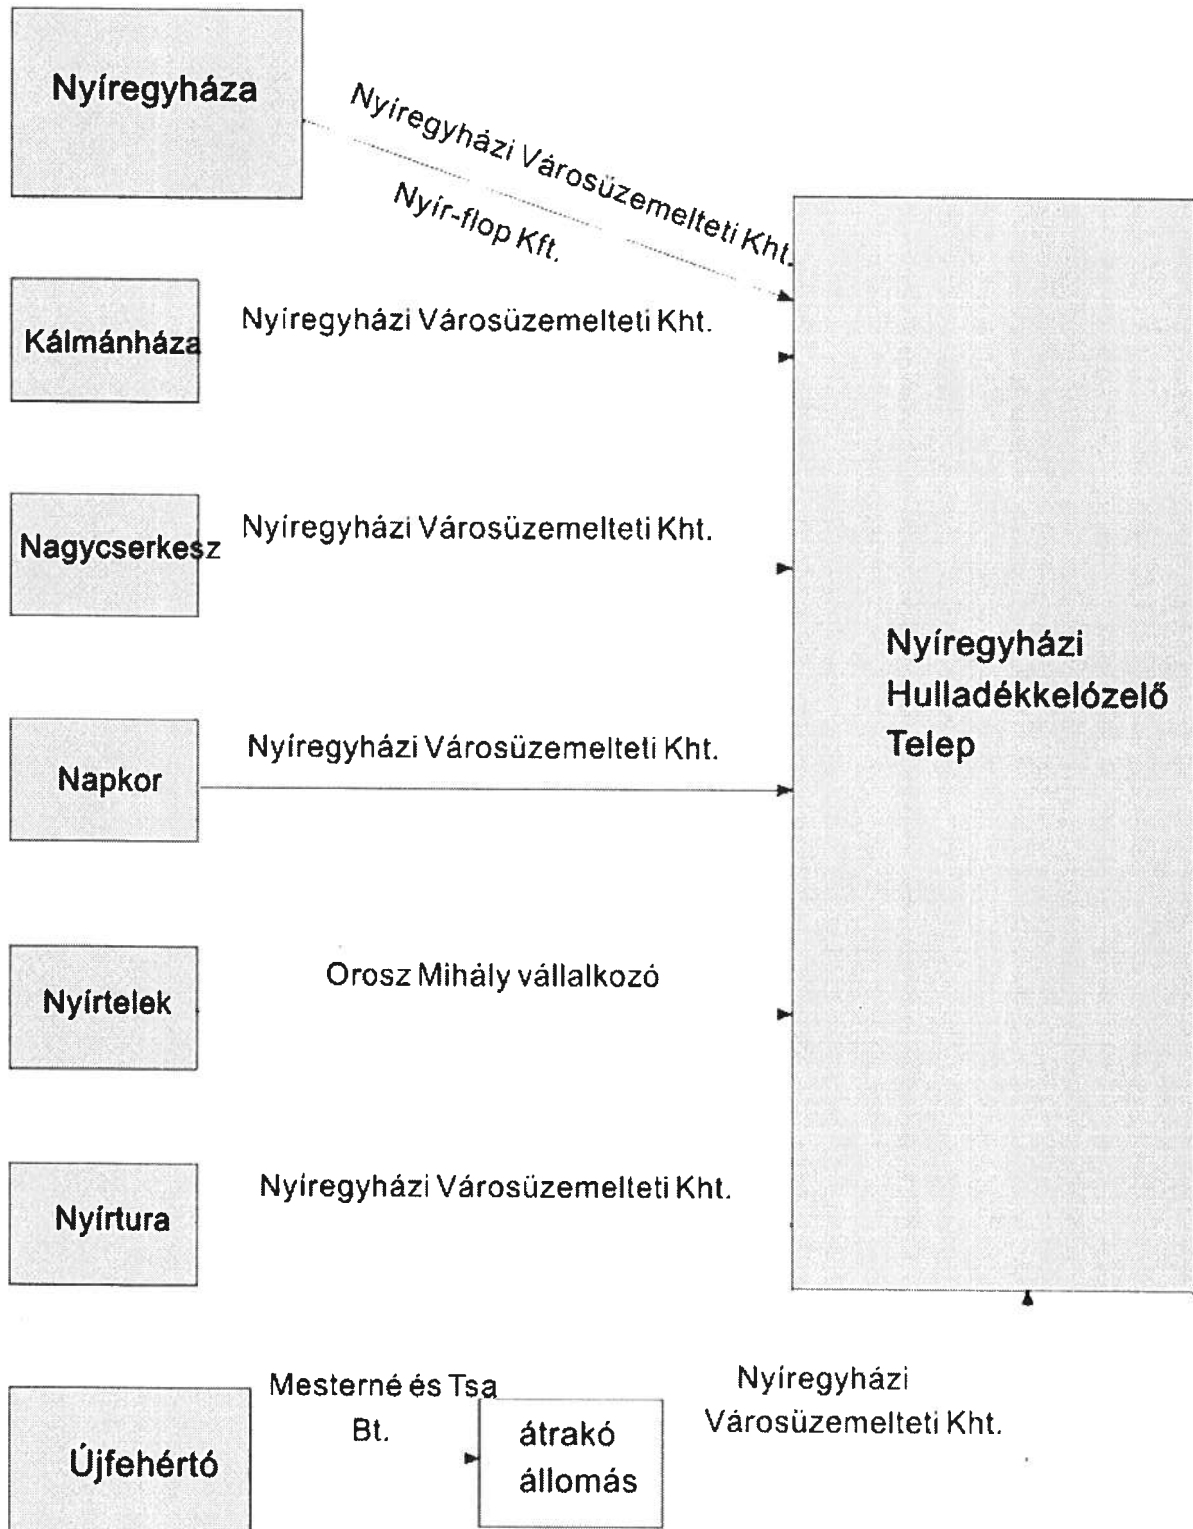 Nyíregyháza
Nyíregyházi Városüzemelteti Kht.
Nyír-flop Kft.
Kálmánháza
Nyíregyházi Városüzemelteti Kht.
Nagycserkesz
Nyíregyházi Városüzemelteti Kht.
Nyíregyházi
Hulladékkelózelő
Telep
Napkor
Nyíregyházi Városüzemelteti Kht.
Nyírtelek
Orosz Mihály vállalkozó
Nyírtura
Nyíregyházi Városüzemelteti Kht.
Újfehértó
Mesterné és Tsa
Bt.
átrakó
állomás
Nyíregyházi
Városüzemelteti Kht.